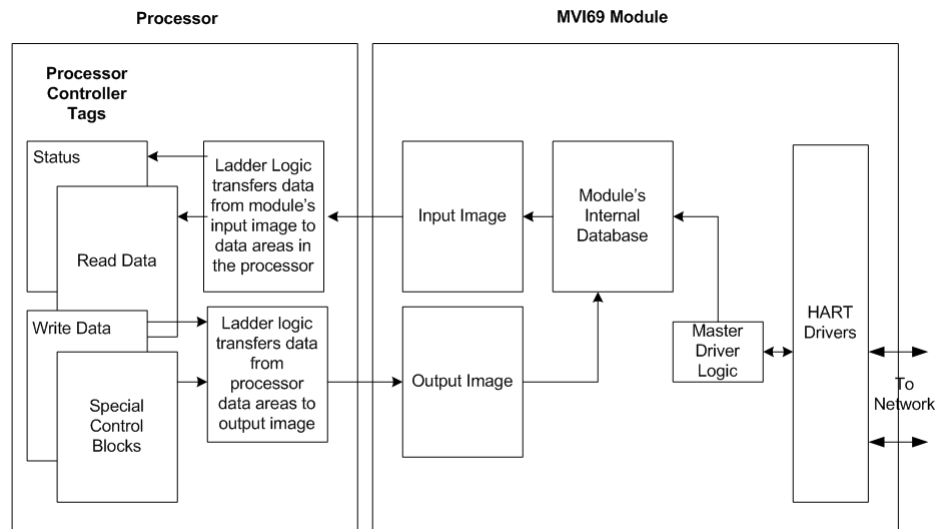 Processor
MVI69 Module
Processor
Controller
Tags
Status
Read Data
Ladder Logic
transfers data
from module's
input image to
data areas in
the processor
Input Image
Module's
Internal
Database
HART
Drivers
Write Data
Special
Control
Blocks
Ladder logic
transfers data
from
processor
data areas to
output image
Output Image
Master
Driver
Logic
To
Network